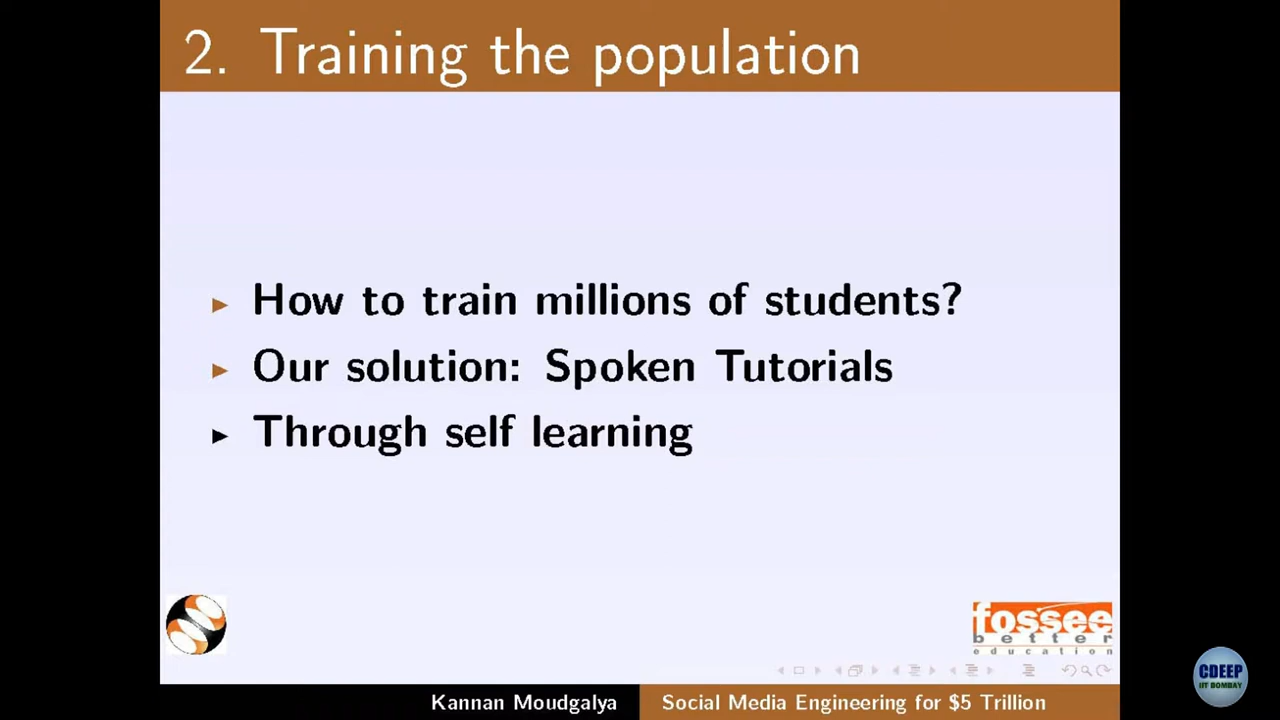 2. Training the population
How to train millions of students?
Our solution: Spoken Tutorials
Through self learning
fossee
better
education
CDEEP
IIT BOMBAY
Kannan Moudgalya
Social Media Engineering for $5 Trillion